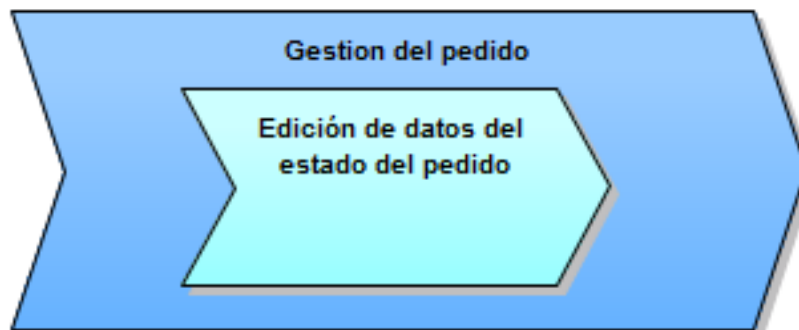 Gestion del pedido
Edición de datos del
estado del pedido